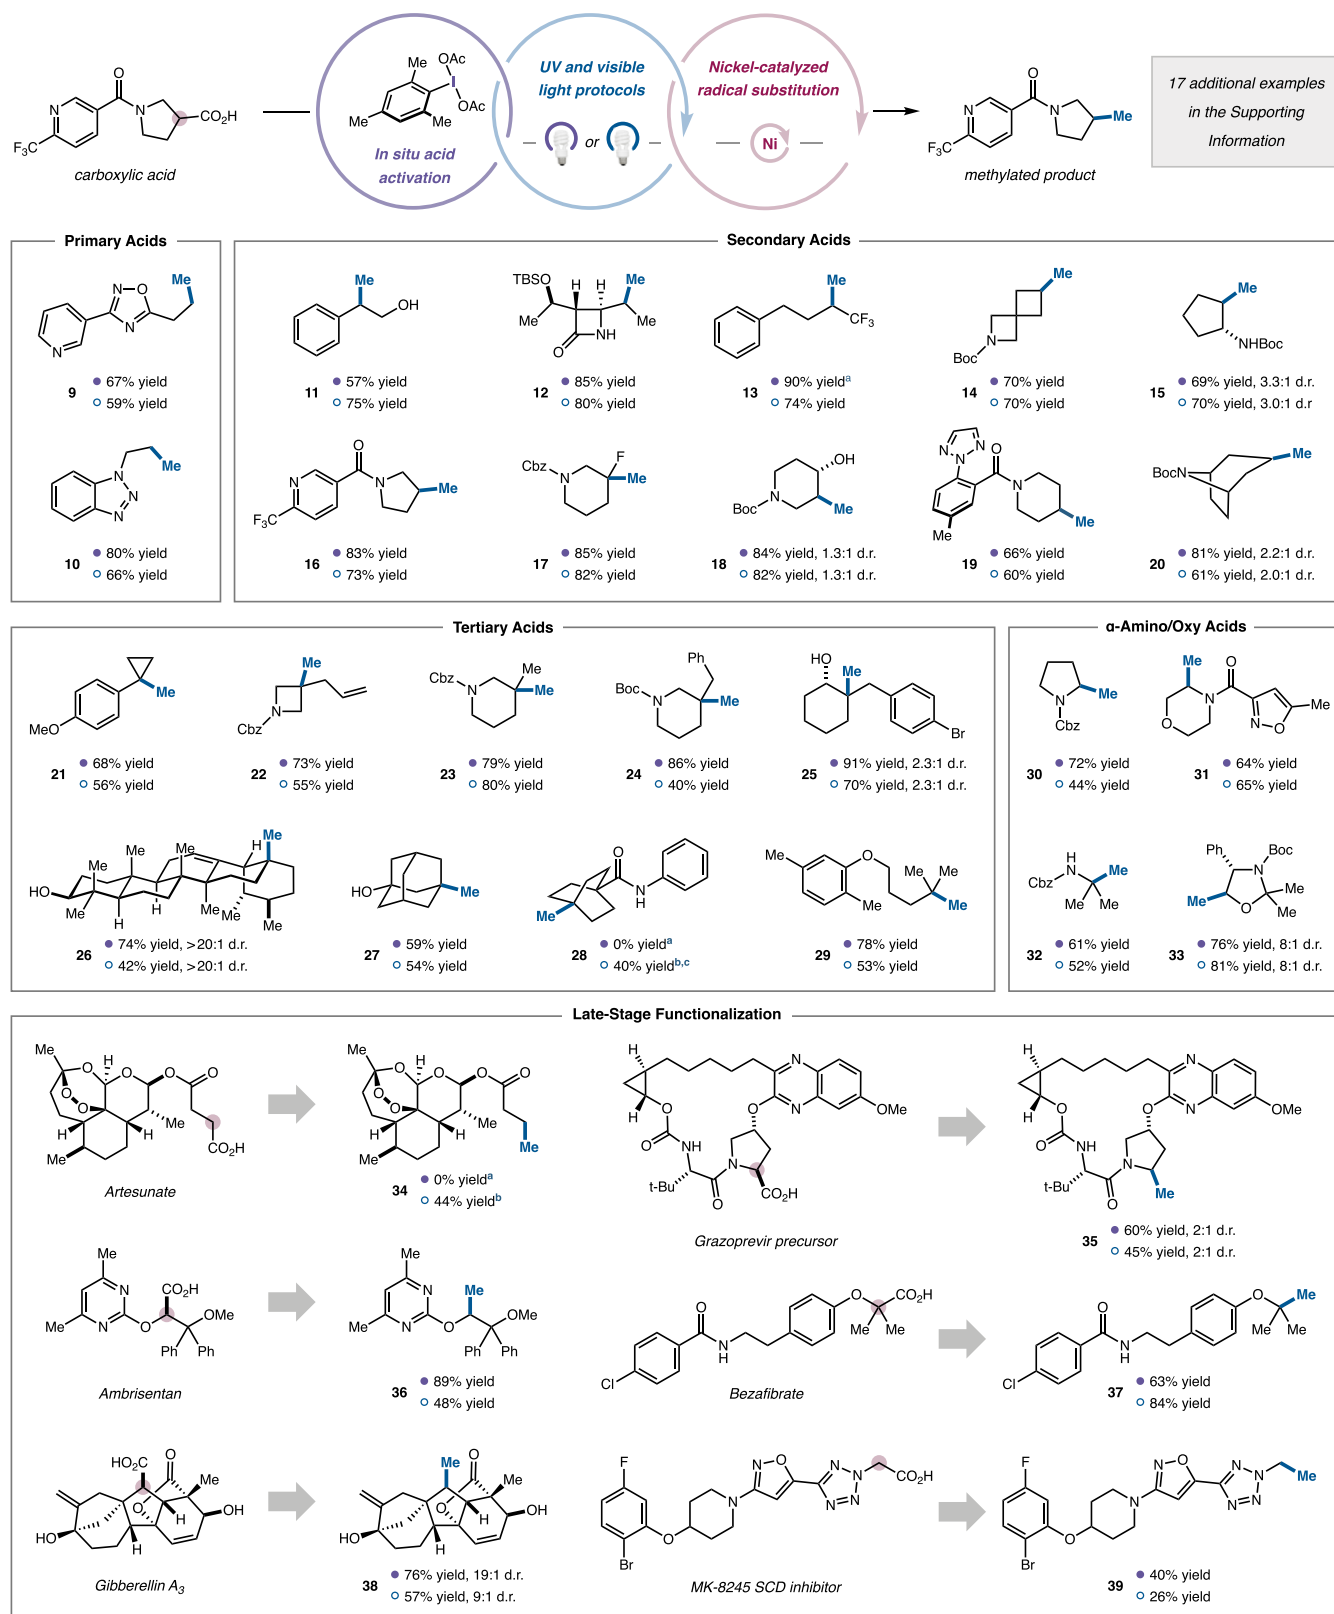 carboxylic acid
In situ acid
activation
UV and visible
light protocols
or
Nickel-catalyzed
radical substitution
Ni
methylated product
17 additional examples
in the Supporting
Information
Primary Acids
9 67% yield
59% yield
10 80% yield
66% yield
Secondary Acids
11 57% yield
75% yield
12 85% yield
80% yield
13 90% yield^a
74% yield
14 70% yield
70% yield
15 69% yield, 3.3:1 d.r.
70% yield, 3.0:1 d.r
16 83% yield
73% yield
17 85% yield
82% yield
18 84% yield, 1.3:1 d.r.
82% yield, 1.3:1 d.r.
19 66% yield
60% yield
20 81% yield, 2.2:1 d.r.
61% yield, 2.0:1 d.r.
Tertiary Acids
21 68% yield
56% yield
22 73% yield
55% yield
23 79% yield
80% yield
24 86% yield
40% yield
25 91% yield, 2.3:1 d.r.
70% yield, 2.3:1 d.r.
26 74% yield, >20:1 d.r.
42% yield, >20:1 d.r.
27 59% yield
54% yield
28 0% yield^a
40% yield^b,c
29 78% yield
53% yield
α-Amino/Oxy Acids
30 72% yield
44% yield
31 64% yield
65% yield
32 61% yield
52% yield
33 76% yield, 8:1 d.r.
81% yield, 8:1 d.r.
Late-Stage Functionalization
Artesunate
34 0% yield^a
44% yield^b
Grazoprevir precursor
35 60% yield, 2:1 d.r.
45% yield, 2:1 d.r.
Ambrisentan
36 89% yield
48% yield
Bezafibrate
37 63% yield
84% yield
Gibberellin A3
38 76% yield, 19:1 d.r.
57% yield, 9:1 d.r.
MK-8245 SCD inhibitor
39 40% yield
26% yield